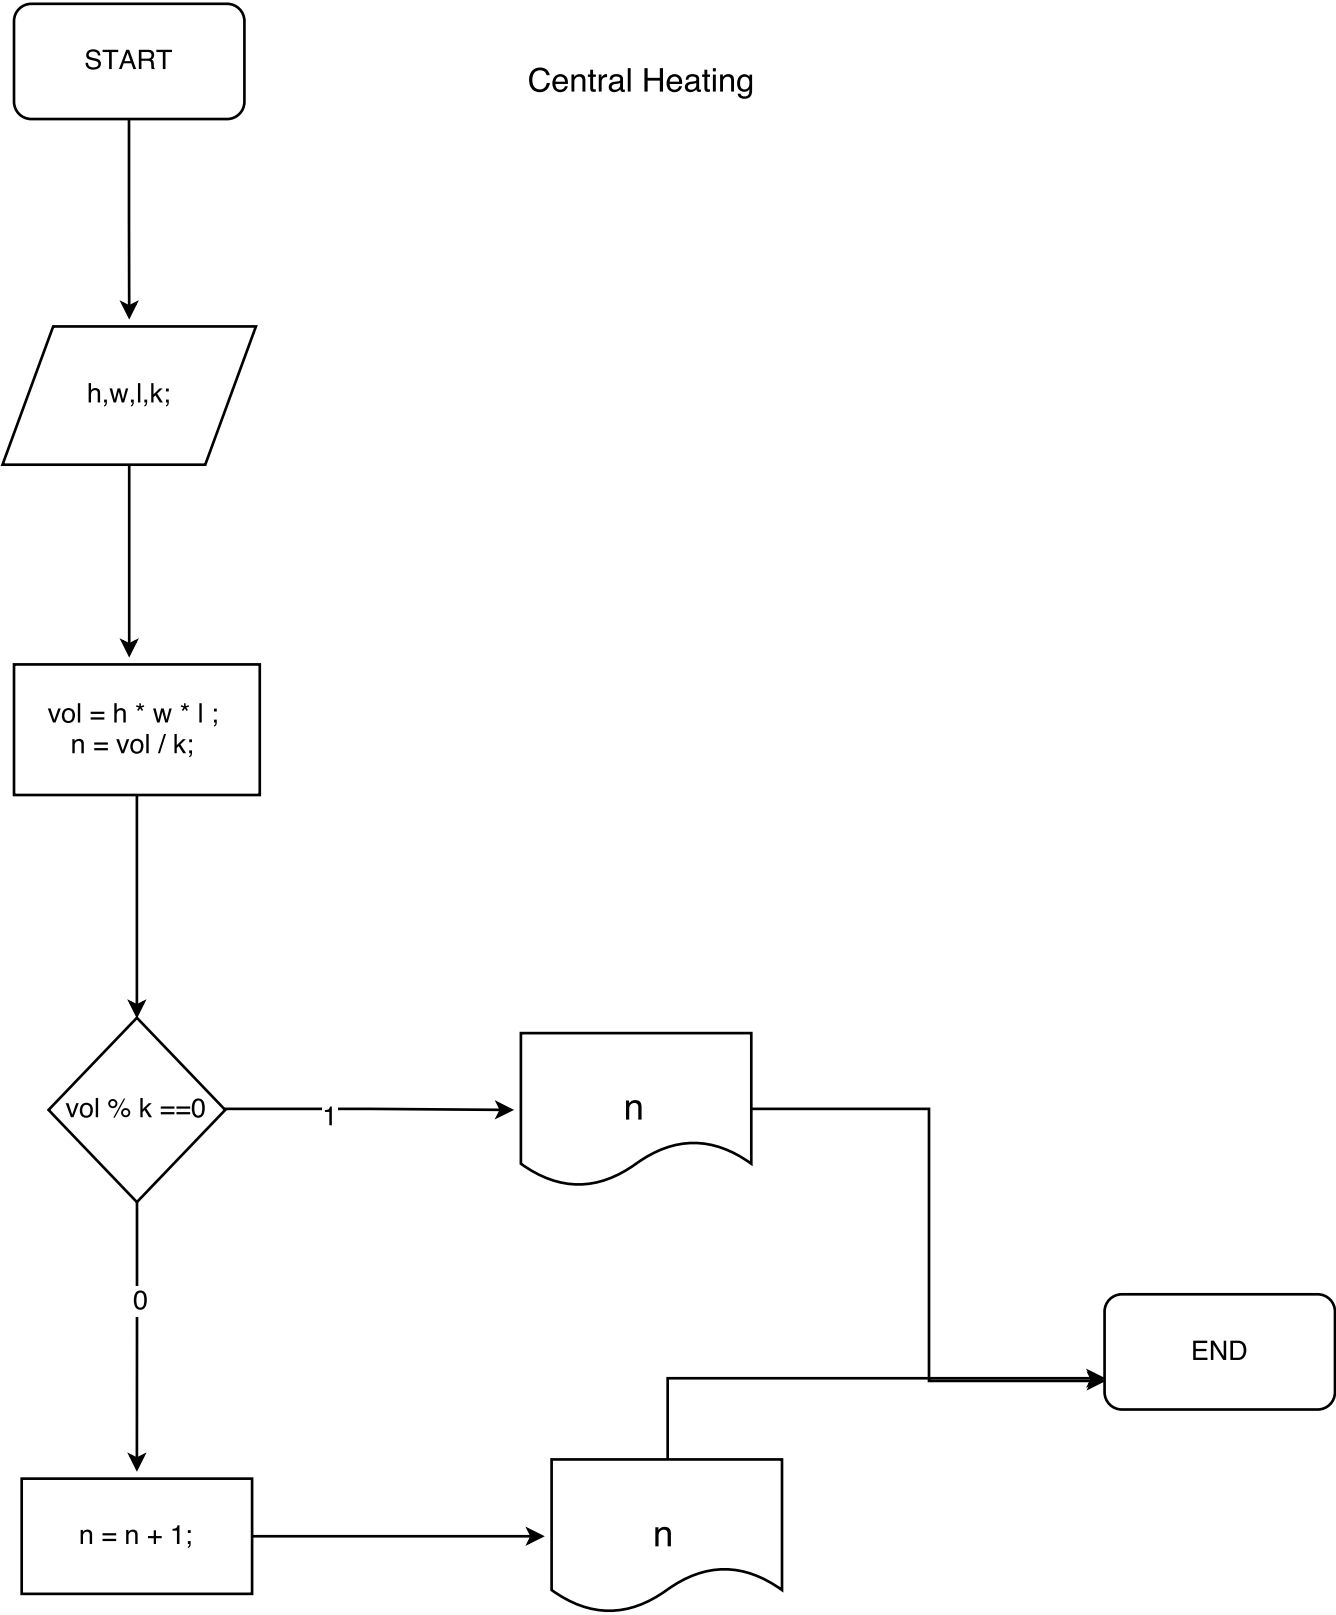 START
Central Heating
h,w,l,k;
vol = h * w * l ;
n = vol / k;
vol % k ==0
1
n
0
END
n = n + 1;
n